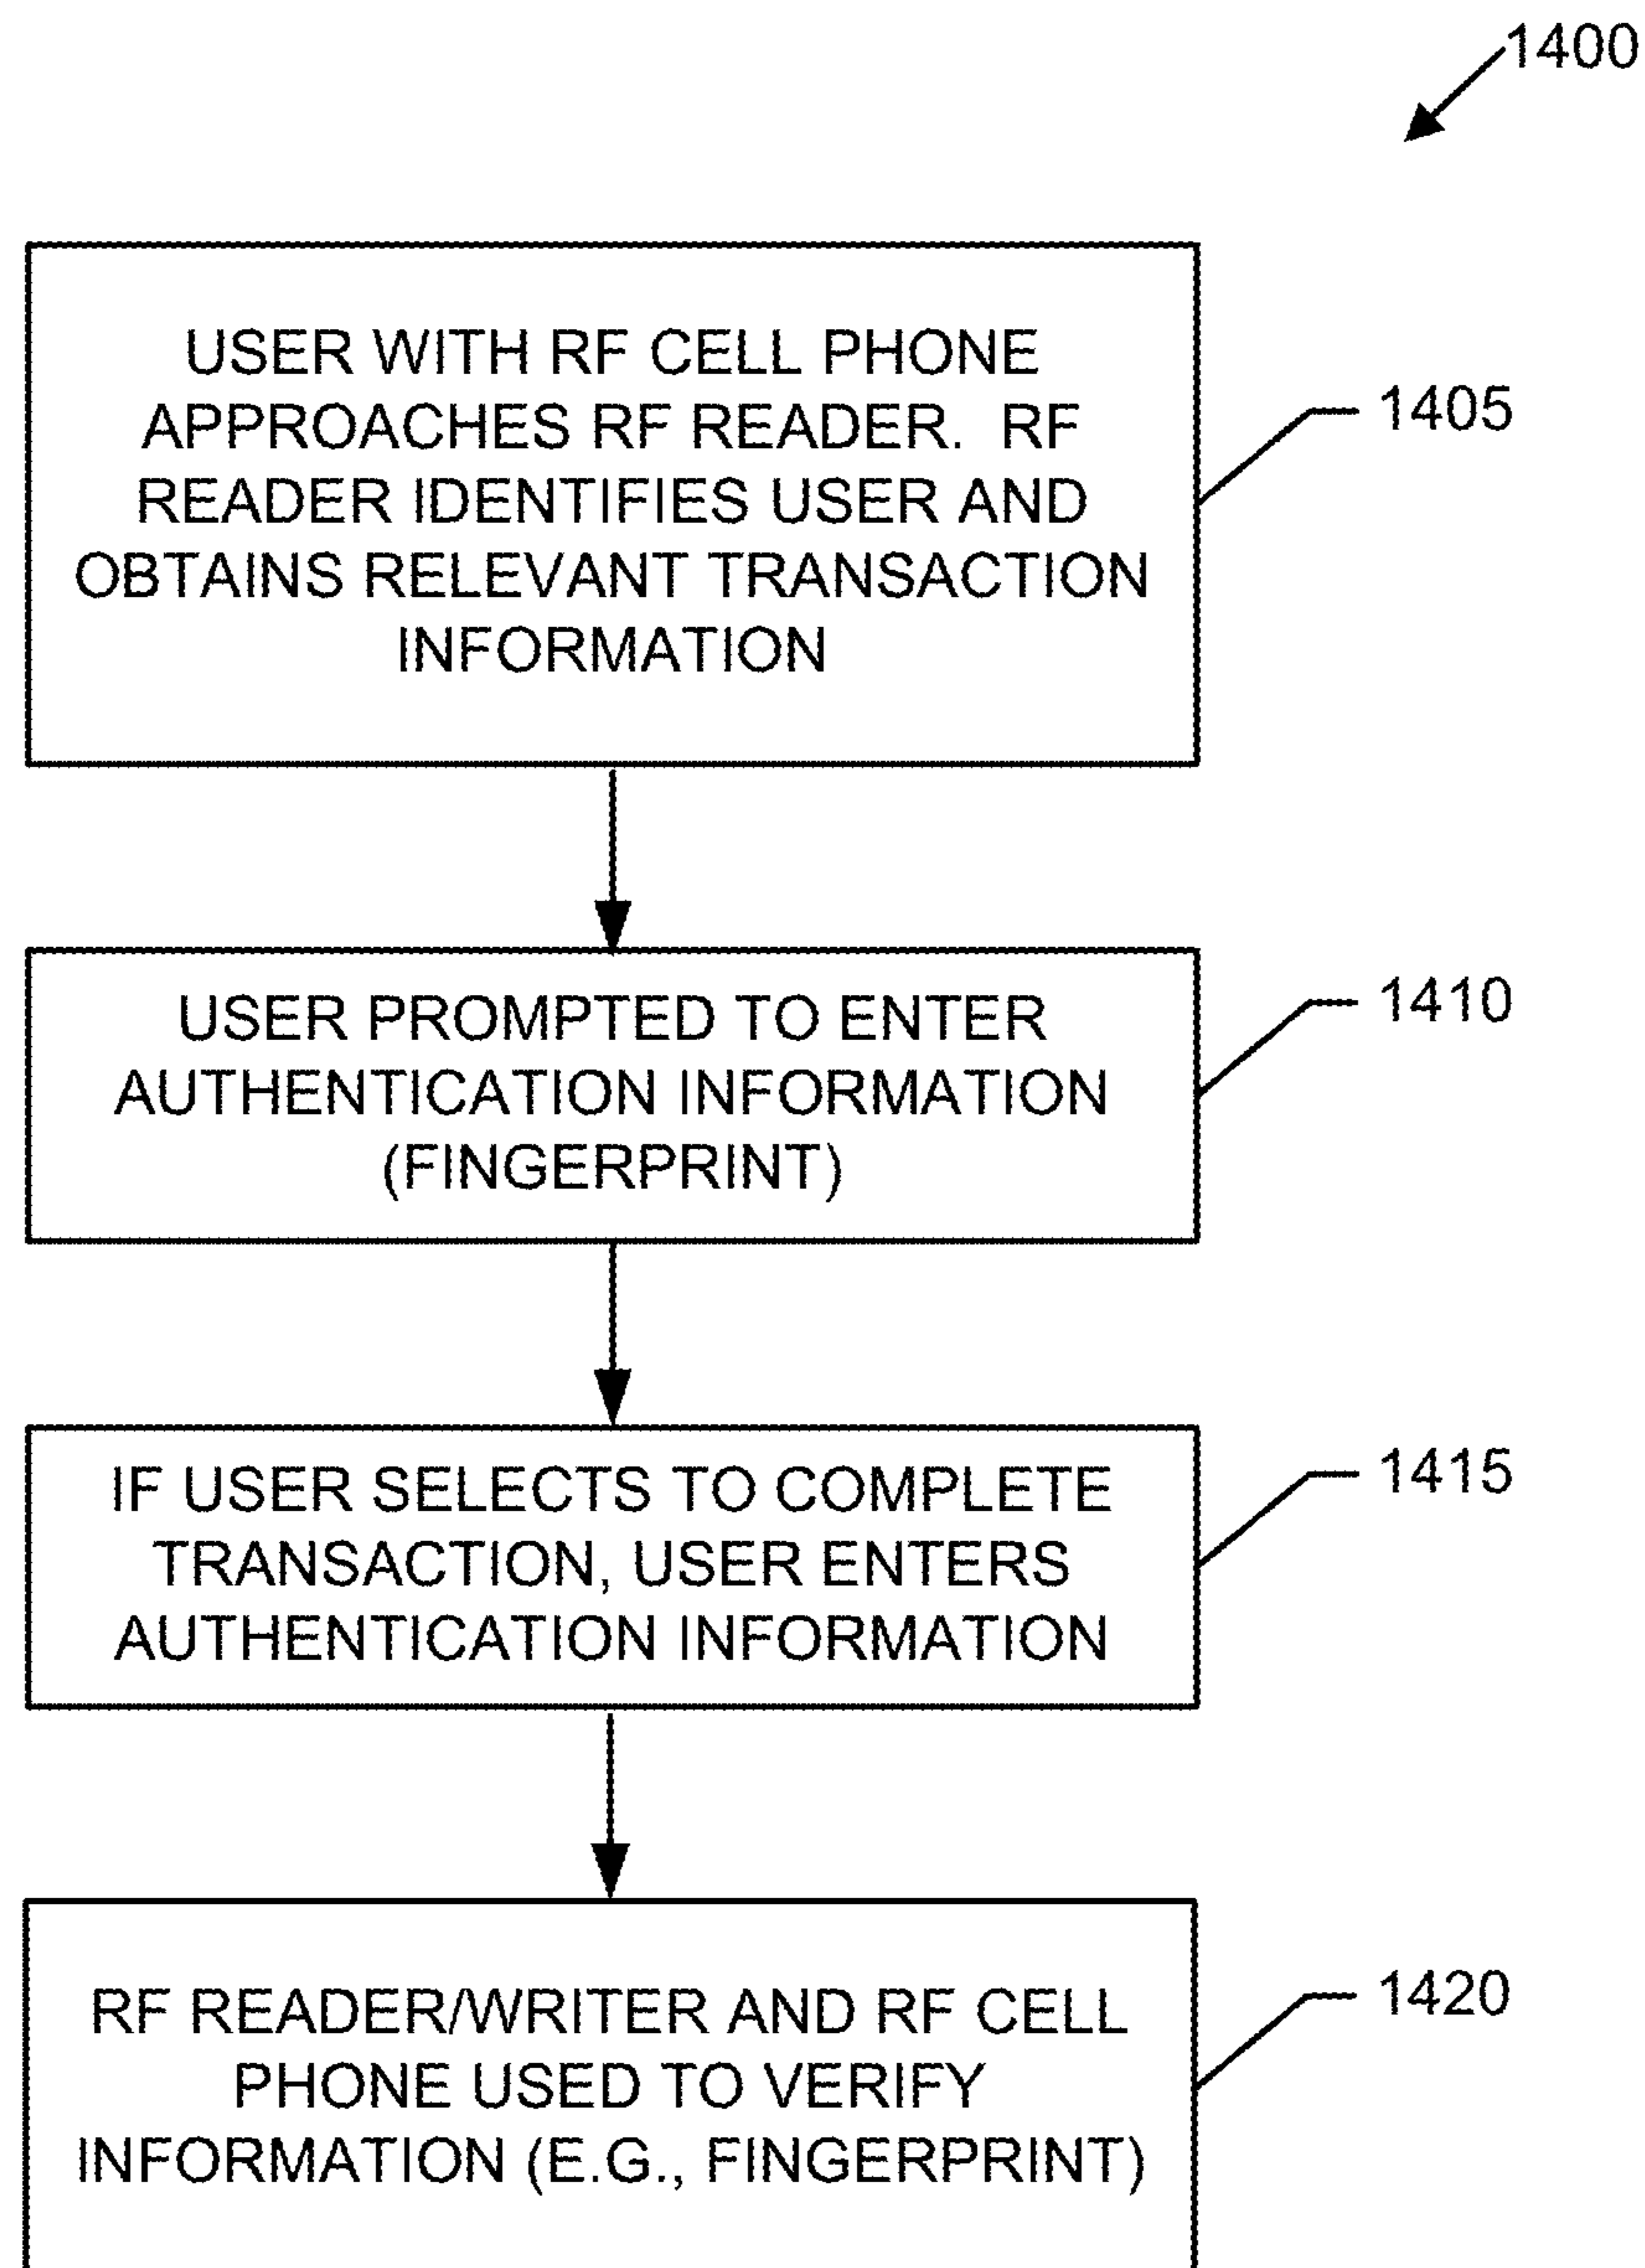 1400
USER WITH RF CELL PHONE
APPROACHES RF READER. RF
READER IDENTIFIES USER AND
OBTAINS RELEVANT TRANSACTION
INFORMATION
1405
USER PROMPTED TO ENTER
AUTHENTICATION INFORMATION
(FINGERPRINT)
1410
IF USER SELECTS TO COMPLETE
TRANSACTION, USER ENTERS
AUTHENTICATION INFORMATION
1415
RF READER/WRITER AND RF CELL
PHONE USED TO VERIFY
INFORMATION (E.G., FINGERPRINT)
1420